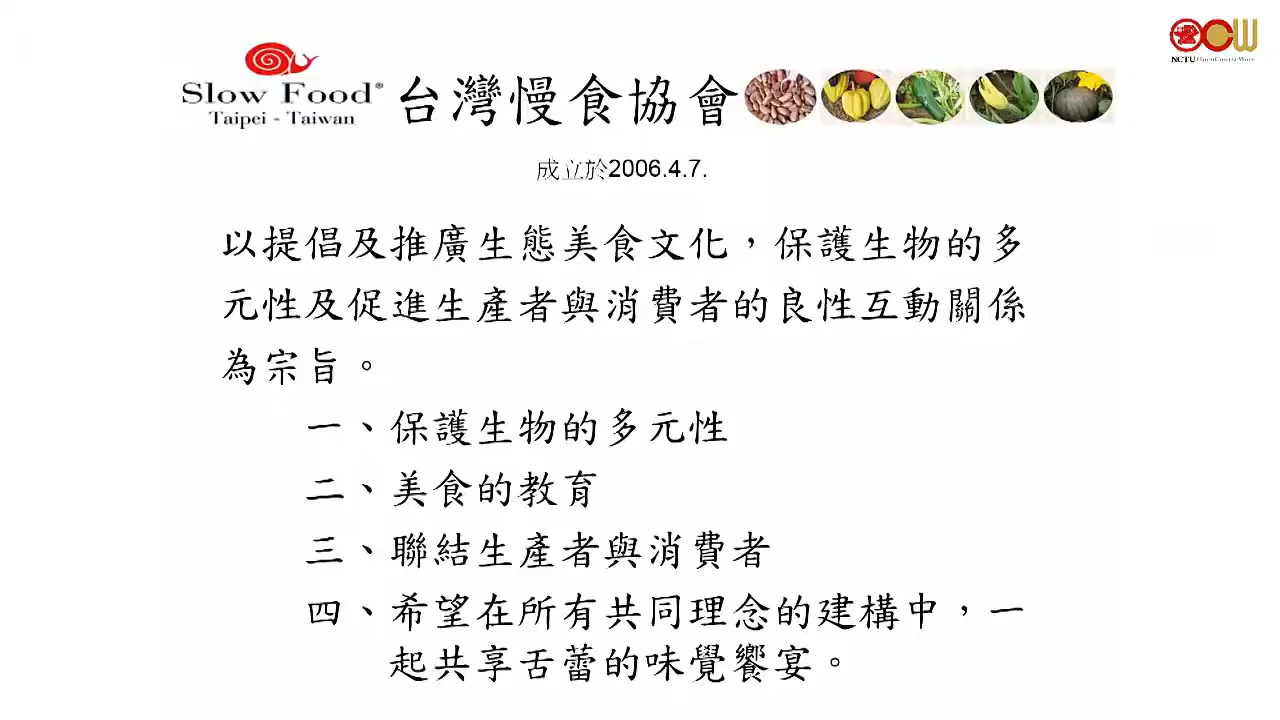 NCTU OpenCourseWare
Slow Food®
Taipei - Taiwan
台灣慢食協會
成立於2006.4.7.
以提倡及推廣生態美食文化，保護生物的多
元性及促進生產者與消費者的良性互動關係
為宗旨。
一、保護生物的多元性
二、美食的教育
三、聯結生產者與消費者
四、希望在所有共同理念的建構中，一
起共享舌蕾的味覺饗宴。